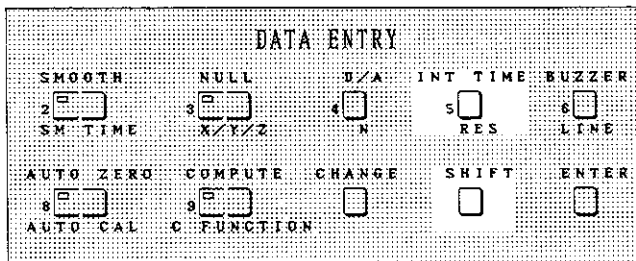 DATA ENTRY
SMOOTH NULL D/A INT TIME BUZZER
2 3 4 5 6
SM TIME X/Y/Z N RES LINE
AUTO ZERO COMPUTE CHANGE SHIFT ENTER
8 9
AUTO CAL C FUNCTION